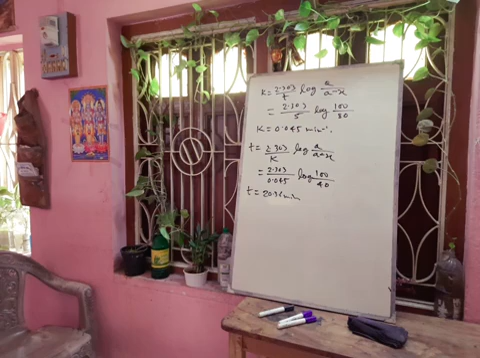 K = 2.303/t log a/a-x
= 2.303/5 log 100/80
K = 0.045 min⁻¹.
t = 2.303/K log a/a-x
= 2.303/0.045 log 100/40
t = 20.36 min